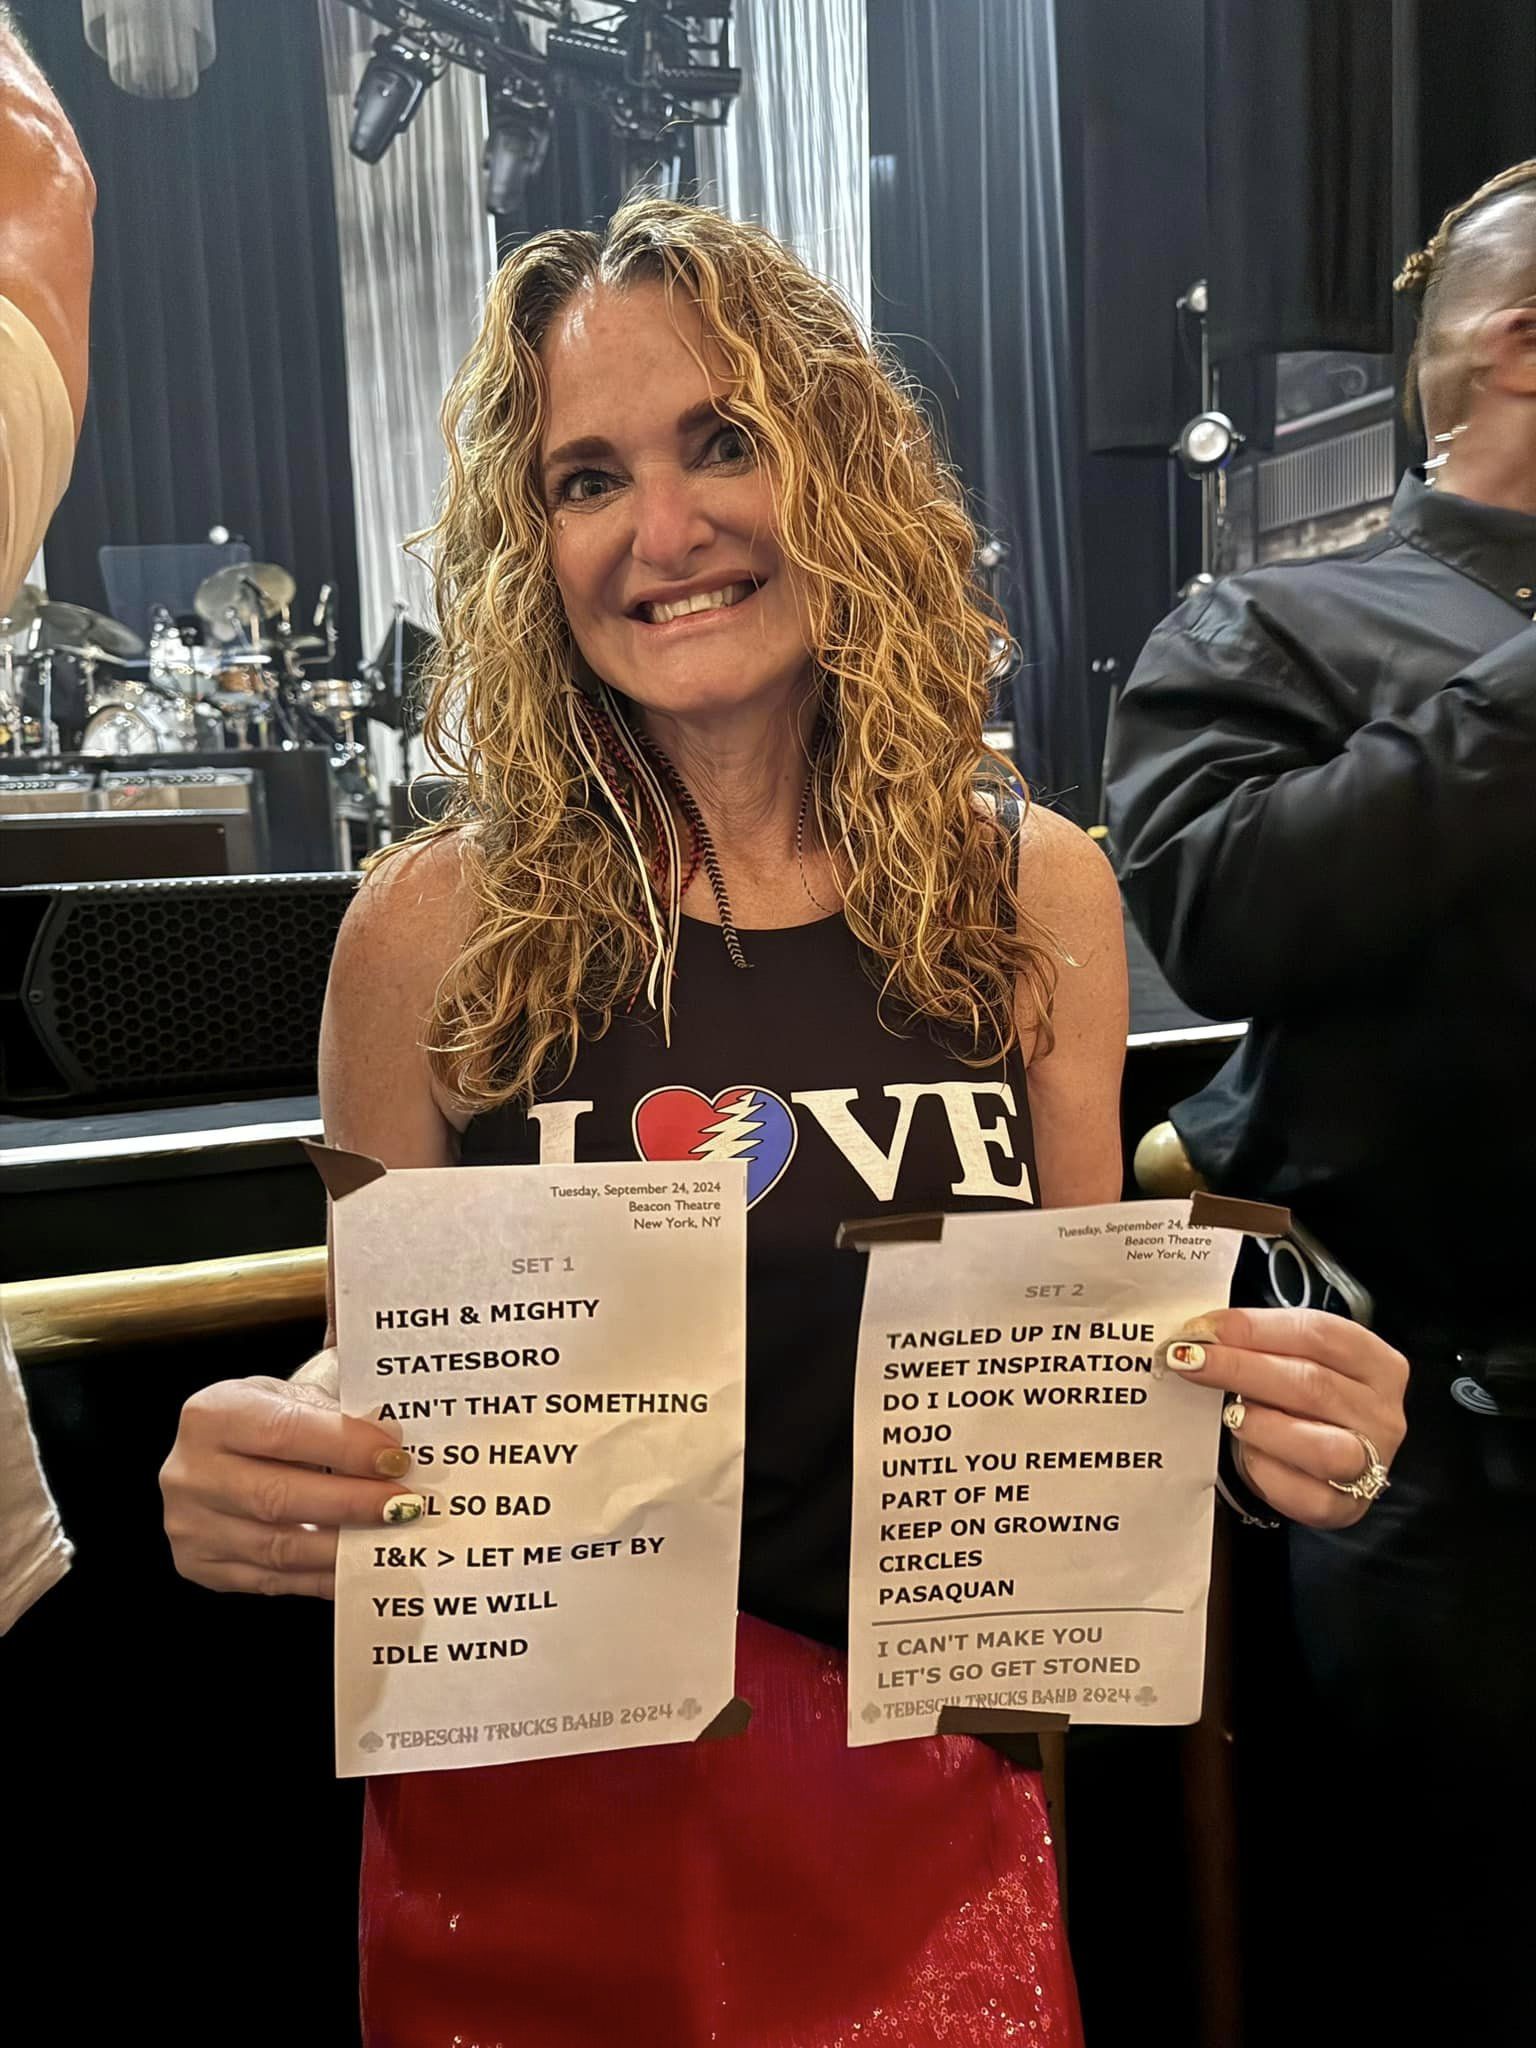 L VE
Tuesday, September 24, 2024
Beacon Theatre
New York, NY
SET 1
HIGH & MIGHTY
STATESBORO
AIN'T THAT SOMETHING
'S SO HEAVY
L SO BAD
I&K > LET ME GET BY
YES WE WILL
IDLE WIND
TEDESCHI TRUCKS BAND 2024
Tuesday, September 24,
Beacon Theatre
New York, NY
SET 2
TANGLED UP IN BLUE
SWEET INSPIRATION
DO I LOOK WORRIED
MOJO
UNTIL YOU REMEMBER
PART OF ME
KEEP ON GROWING
CIRCLES
PASAQUAN
I CAN'T MAKE YOU
LET'S GO GET STONED
TEDESCHI TRUCKS BAND 2024